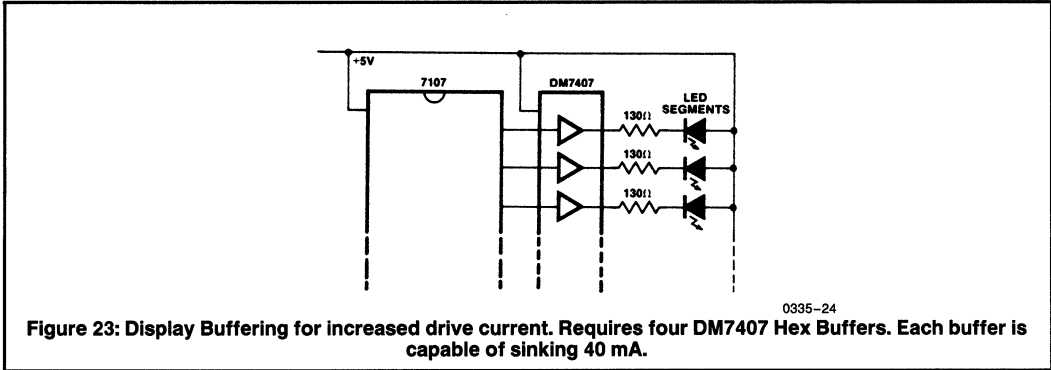 +5V
7107
DM7407
LED
SEGMENTS
130Ω
130Ω
130Ω
0335-24
Figure 23: Display Buffering for increased drive current. Requires four DM7407 Hex Buffers. Each buffer is
capable of sinking 40 mA.